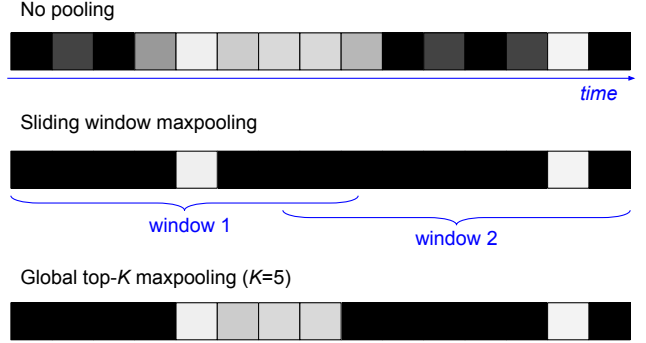 No pooling
time
Sliding window maxpooling
window 1
window 2
Global top-K maxpooling (K=5)